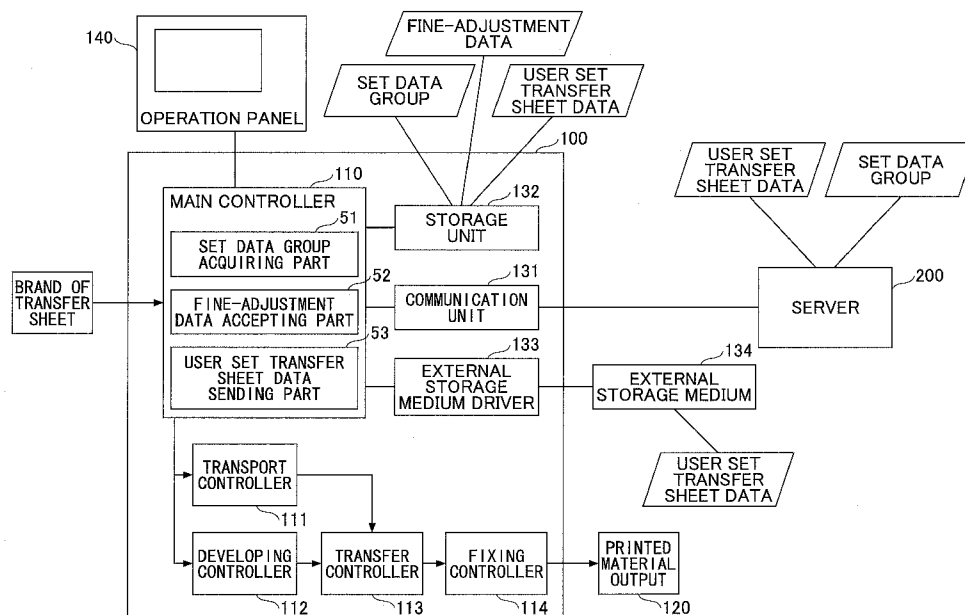 140
OPERATION PANEL
FINE-ADJUSTMENT
DATA
SET DATA
GROUP
USER SET
TRANSFER
SHEET DATA
100
110
MAIN CONTROLLER
51
SET DATA GROUP
ACQUIRING PART
52
FINE-ADJUSTMENT
DATA ACCEPTING PART
53
USER SET TRANSFER
SHEET DATA
SENDING PART
BRAND OF
TRANSFER
SHEET
132
STORAGE
UNIT
131
COMMUNICATION
UNIT
133
EXTERNAL
STORAGE
MEDIUM DRIVER
USER SET
TRANSFER
SHEET DATA
SET DATA
GROUP
200
SERVER
134
EXTERNAL
STORAGE MEDIUM
USER SET
TRANSFER
SHEET DATA
TRANSPORT
CONTROLLER
111
DEVELOPING
CONTROLLER
112
TRANSFER
CONTROLLER
113
FIXING
CONTROLLER
114
PRINTED
MATERIAL
OUTPUT
120